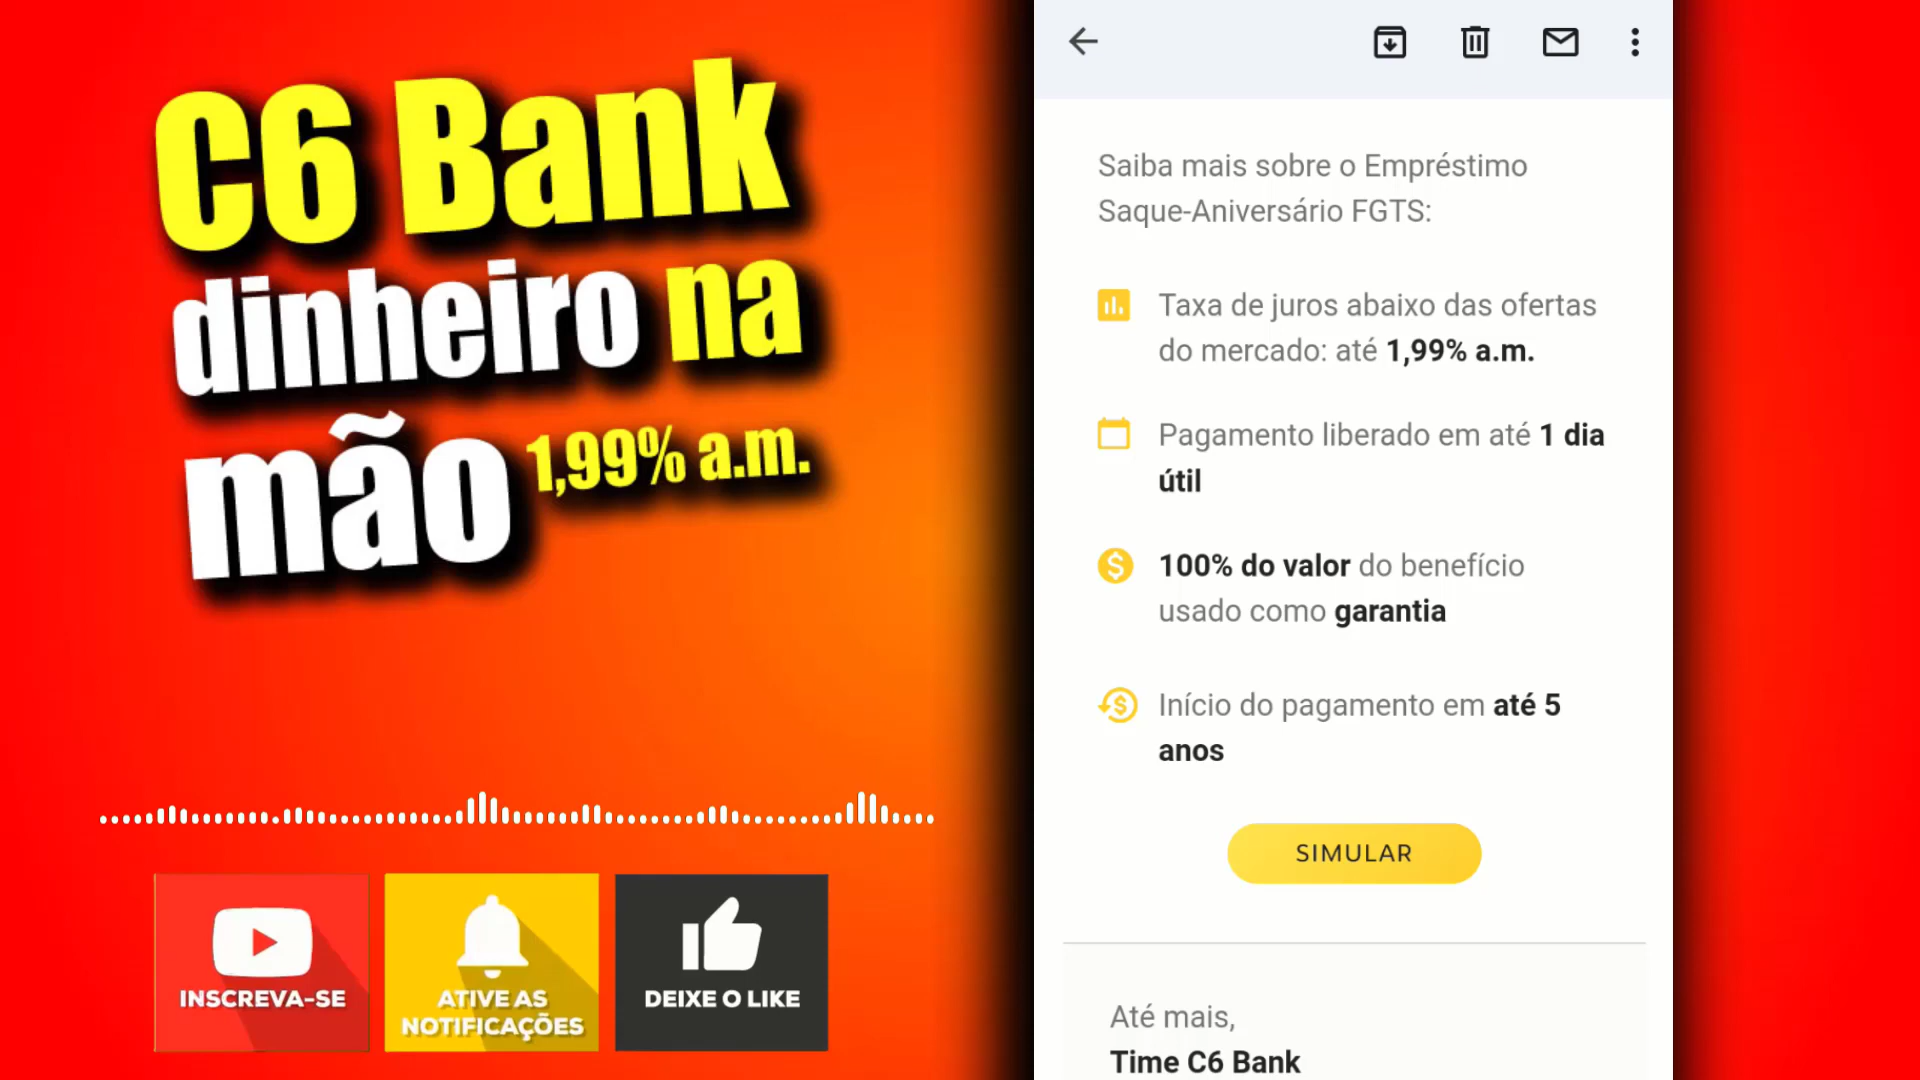 C6 Bank
dinheiro na
mão 1,99% a.m.
INSCREVA-SE
ATIVE AS
NOTIFICAÇÕES
DEIXE O LIKE
Saiba mais sobre o Empréstimo
Saque-Aniversário FGTS:
Taxa de juros abaixo das ofertas
do mercado: até 1,99% a.m.
Pagamento liberado em até 1 dia
útil
100% do valor do benefício
usado como garantia
Início do pagamento em até 5
anos
SIMULAR
Até mais,
Time C6 Bank